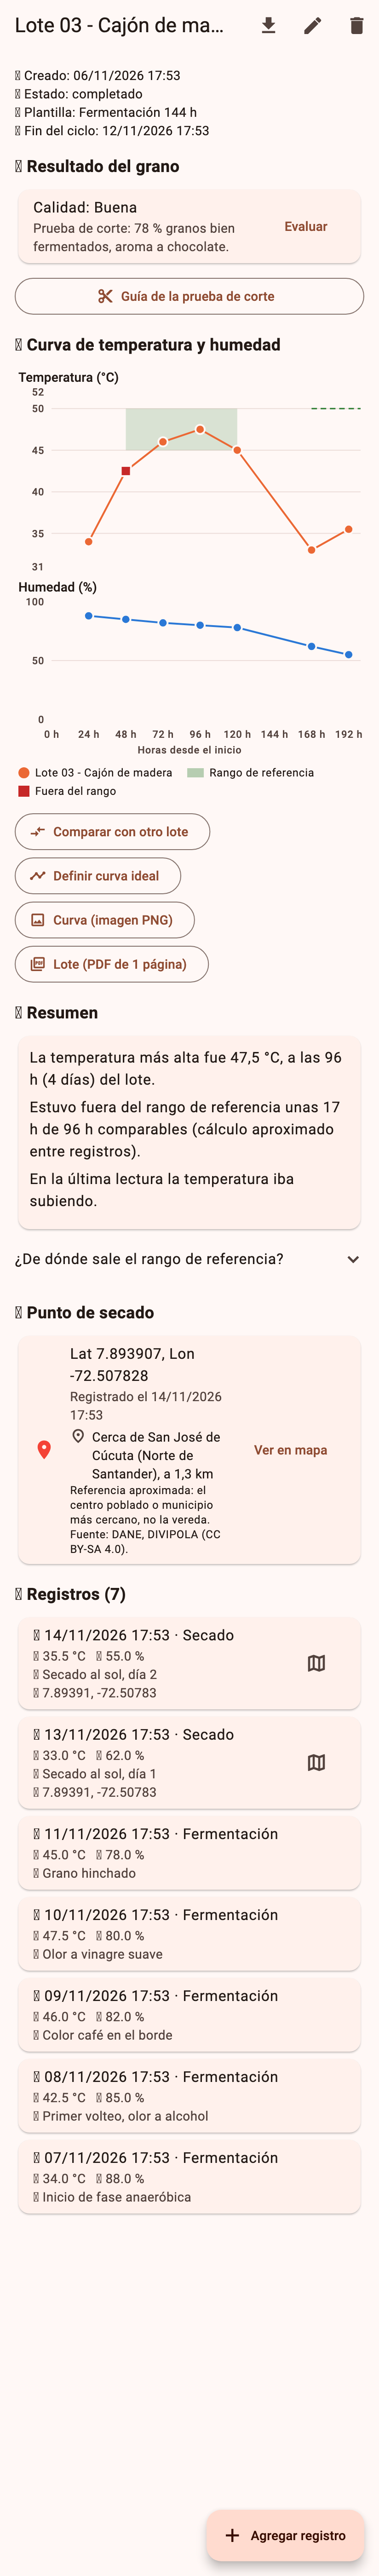 Lote 03 - Cajón de ma...
Creado: 06/11/2026 17:53
Estado: completado
Plantilla: Fermentación 144 h
Fin del ciclo: 12/11/2026 17:53
Resultado del grano
Calidad: Buena
Prueba de corte: 78 % granos bien
fermentados, aroma a chocolate.
Evaluar
Guía de la prueba de corte
Curva de temperatura y humedad
Temperatura (°C)
52
50
45
40
35
31
Humedad (%)
100
50
0
0 h 24 h 48 h 72 h 96 h 120 h 144 h 168 h 192 h
Horas desde el inicio
Lote 03 - Cajón de madera
Rango de referencia
Fuera del rango
Comparar con otro lote
Definir curva ideal
Curva (imagen PNG)
PDF
Lote (PDF de 1 página)
Resumen
La temperatura más alta fue 47,5 °C, a las 96
h (4 días) del lote.
Estuvo fuera del rango de referencia unas 17
h de 96 h comparables (cálculo aproximado
entre registros).
En la última lectura la temperatura iba
subiendo.
¿De dónde sale el rango de referencia?
Punto de secado
Lat 7.893907, Lon
-72.507828
Registrado el 14/11/2026
17:53
Cerca de San José de
Cúcuta (Norte de
Santander), a 1,3 km
Referencia aproximada: el
centro poblado o municipio
más cercano, no la vereda.
Fuente: DANE, DIVIPOLA (CC
BY-SA 4.0).
Ver en mapa
Registros (7)
14/11/2026 17:53 · Secado
35.5 °C 55.0 %
Secado al sol, día 2
7.89391, -72.50783
13/11/2026 17:53 · Secado
33.0 °C 62.0 %
Secado al sol, día 1
7.89391, -72.50783
11/11/2026 17:53 · Fermentación
45.0 °C 78.0 %
Grano hinchado
10/11/2026 17:53 · Fermentación
47.5 °C 80.0 %
Olor a vinagre suave
09/11/2026 17:53 · Fermentación
46.0 °C 82.0 %
Color café en el borde
08/11/2026 17:53 · Fermentación
42.5 °C 85.0 %
Primer volteo, olor a alcohol
07/11/2026 17:53 · Fermentación
34.0 °C 88.0 %
Inicio de fase anaeróbica
Agregar registro